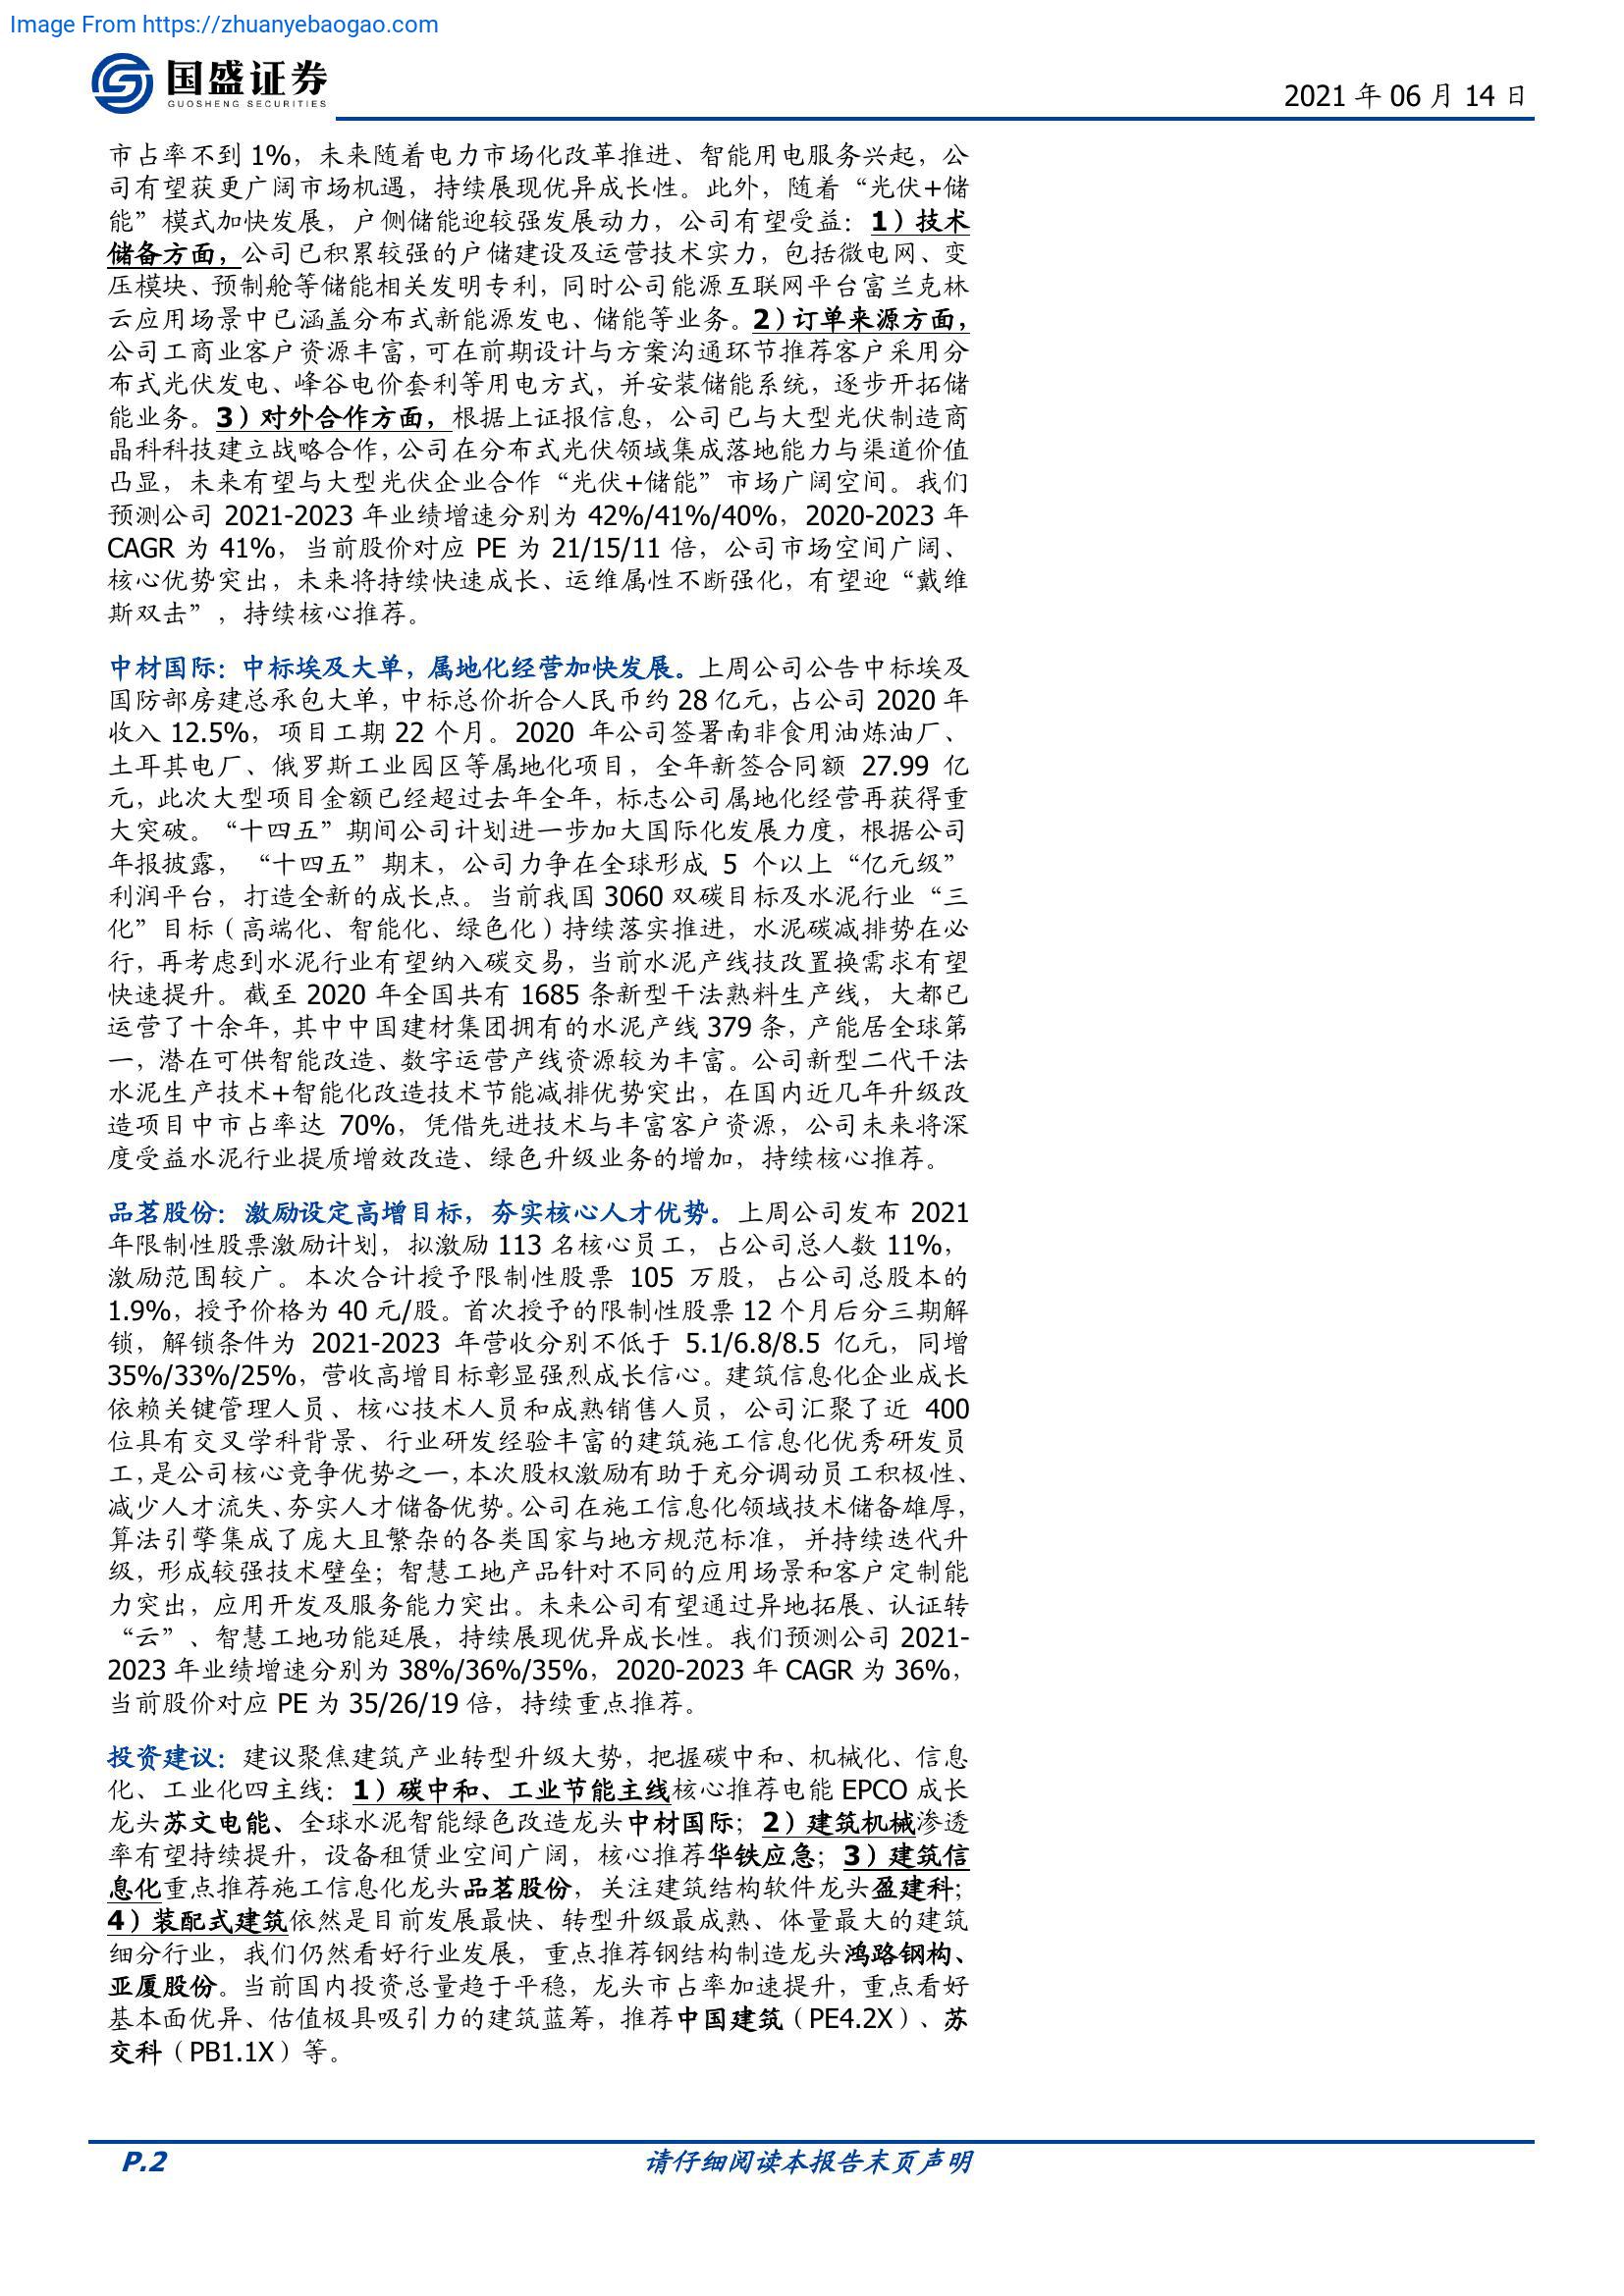 Image From https://zhuanyebaogao.com
国盛证券
GUOSHENG SECURITIES
2021 年 06 月 14 日
市占率不到 1%，未来随着电力市场化改革推进、智能用电服务兴起，公
司有望获更广阔市场机遇，持续展现优异成长性。此外，随着“光伏+储
能”模式加快发展，户侧储能迎较强发展动力，公司有望受益：1）技术
储备方面，公司已积累较强的户储建设及运营技术实力，包括微电网、变
压模块、预制舱等储能相关发明专利，同时公司能源互联网平台富兰克林
云应用场景中已涵盖分布式新能源发电、储能等业务。2）订单来源方面，
公司工商业客户资源丰富，可在前期设计与方案沟通环节推荐客户采用分
布式光伏发电、峰谷电价套利等用电方式，并安装储能系统，逐步开拓储
能业务。3）对外合作方面，根据上证报信息，公司已与大型光伏制造商
晶科科技建立战略合作，公司在分布式光伏领域集成落地能力与渠道价值
凸显，未来有望与大型光伏企业合作“光伏+储能”市场广阔空间。我们
预测公司 2021-2023 年业绩增速分别为 42%/41%/40%，2020-2023 年
CAGR 为 41%，当前股价对应 PE 为 21/15/11 倍，公司市场空间广阔、
核心优势突出，未来将持续快速成长、运维属性不断强化，有望迎“戴维
斯双击”，持续核心推荐。
中材国际：中标埃及大单，属地化经营加快发展。上周公司公告中标埃及
国防部房建总承包大单，中标总价折合人民币约 28 亿元，占公司 2020 年
收入 12.5%，项目工期 22 个月。2020 年公司签署南非食用油炼油厂、
土耳其电厂、俄罗斯工业园区等属地化项目，全年新签合同额 27.99 亿
元，此次大型项目金额已经超过去年全年，标志公司属地化经营再获得重
大突破。“十四五”期间公司计划进一步加大国际化发展力度，根据公司
年报披露，“十四五”期末，公司力争在全球形成 5 个以上“亿元级”
利润平台，打造全新的成长点。当前我国 3060 双碳目标及水泥行业“三
化”目标（高端化、智能化、绿色化）持续落实推进，水泥碳减排势在必
行，再考虑到水泥行业有望纳入碳交易，当前水泥产线技改置换需求有望
快速提升。截至 2020 年全国共有 1685 条新型干法熟料生产线，大都已
运营了十余年，其中中国建材集团拥有的水泥产线 379 条，产能居全球第
一，潜在可供智能改造、数字运营产线资源较为丰富。公司新型二代干法
水泥生产技术+智能化改造技术节能减排优势突出，在国内近几年升级改
造项目中市占率达 70%，凭借先进技术与丰富客户资源，公司未来将深
度受益水泥行业提质增效改造、绿色升级业务的增加，持续核心推荐。
品茗股份：激励设定高增目标，夯实核心人才优势。上周公司发布 2021
年限制性股票激励计划，拟激励 113 名核心员工，占公司总人数 11%，
激励范围较广。本次合计授予限制性股票 105 万股，占公司总股本的
1.9%，授予价格为 40 元/股。首次授予的限制性股票 12 个月后分三期解
锁，解锁条件为 2021-2023 年营收分别不低于 5.1/6.8/8.5 亿元，同增
35%/33%/25%，营收高增目标彰显强烈成长信心。建筑信息化企业成长
依赖关键管理人员、核心技术人员和成熟销售人员，公司汇聚了近 400
位具有交叉学科背景、行业研发经验丰富的建筑施工信息化优秀研发员
工，是公司核心竞争优势之一，本次股权激励有助于充分调动员工积极性、
减少人才流失、夯实人才储备优势。公司在施工信息化领域技术储备雄厚，
算法引擎集成了庞大且繁杂的各类国家与地方规范标准，并持续迭代升
级，形成较强技术壁垒；智慧工地产品针对不同的应用场景和客户定制能
力突出，应用开发及服务能力突出。未来公司有望通过异地拓展、认证转
“云”、智慧工地功能延展，持续展现优异成长性。我们预测公司 2021-
2023 年业绩增速分别为 38%/36%/35%，2020-2023 年 CAGR 为 36%，
当前股价对应 PE 为 35/26/19 倍，持续重点推荐。
投资建议：建议聚焦建筑产业转型升级大势，把握碳中和、机械化、信息
化、工业化四主线：1）碳中和、工业节能主线核心推荐电能 EPCO 成长
龙头苏文电能、全球水泥智能绿色改造龙头中材国际；2）建筑机械渗透
率有望持续提升，设备租赁业空间广阔，核心推荐华铁应急；3）建筑信
息化重点推荐施工信息化龙头品茗股份，关注建筑结构软件龙头盈建科；
4）装配式建筑依然是目前发展最快、转型升级最成熟、体量最大的建筑
细分行业，我们仍然看好行业发展，重点推荐钢结构制造龙头鸿路钢构、
亚厦股份。当前国内投资总量趋于平稳，龙头市占率加速提升，重点看好
基本面优异、估值极具吸引力的建筑蓝筹，推荐中国建筑（PE4.2X）、苏
交科（PB1.1X）等。
P.2
请仔细阅读本报告末页声明